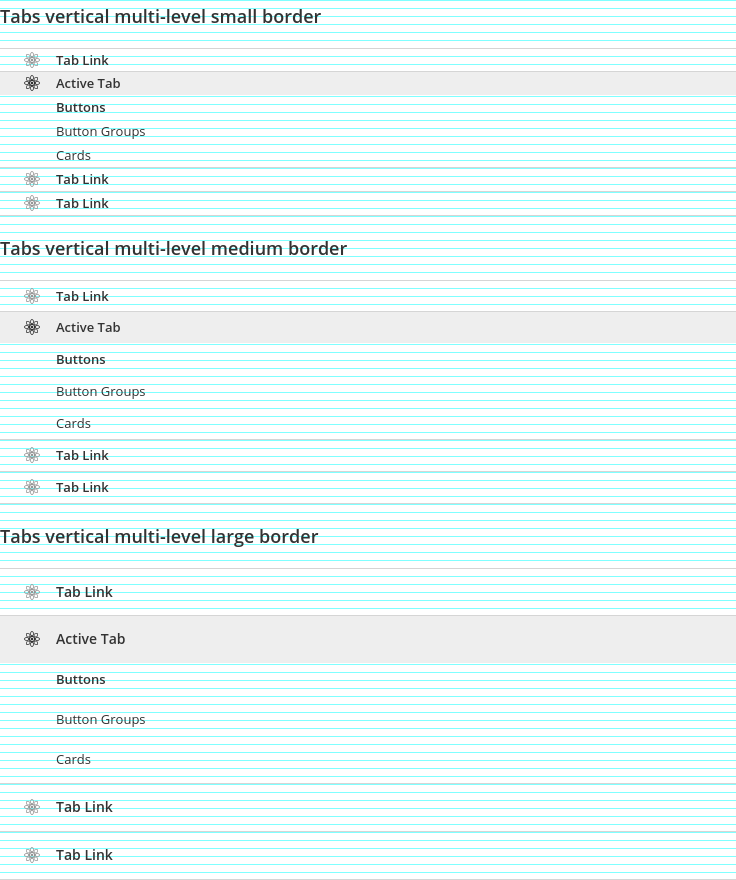 Tabs vertical multi-level small border
Tab Link
Active Tab
Buttons
Button Groups
Cards
Tab Link
Tab Link
Tabs vertical multi-level medium border
Tab Link
Active Tab
Buttons
Button Groups
Cards
Tab Link
Tab Link
Tabs vertical multi-level large border
Tab Link
Active Tab
Buttons
Button Groups
Cards
Tab Link
Tab Link